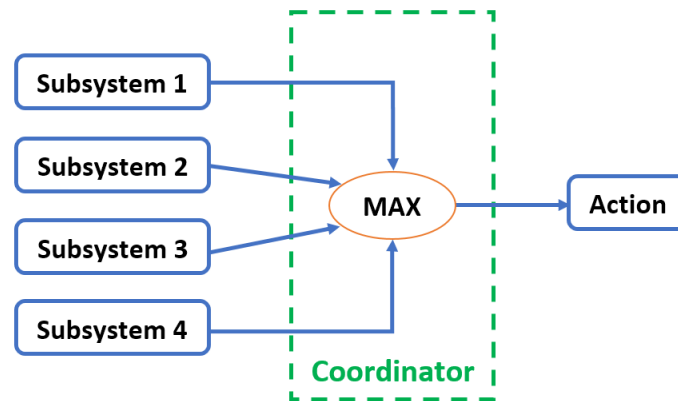 Subsystem 1
Subsystem 2
MAX
Action
Subsystem 3
Subsystem 4
Coordinator